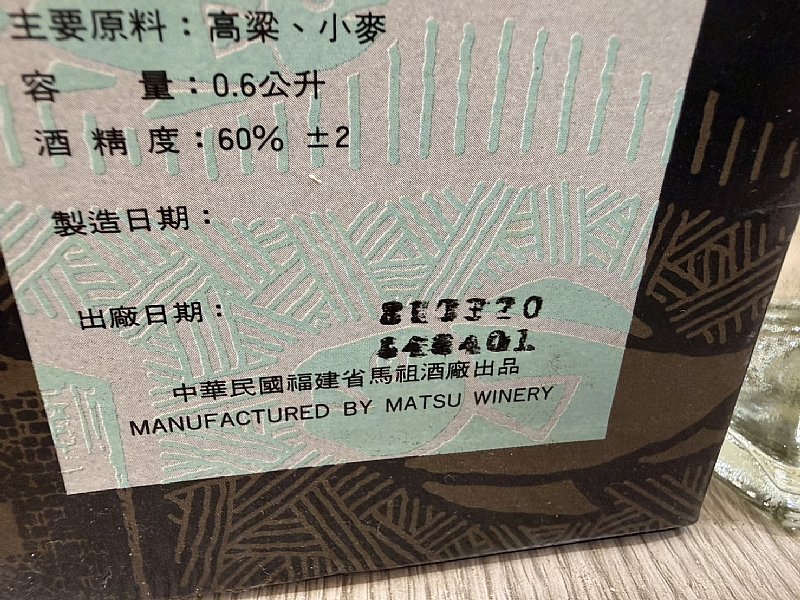 主要原料：高粱、小麥
容　　量：0.6公升
酒 精 度：60% ±2
製造日期：
出廠日期：
中華民國福建省馬祖酒廠出品
MANUFACTURED BY MATSU WINERY